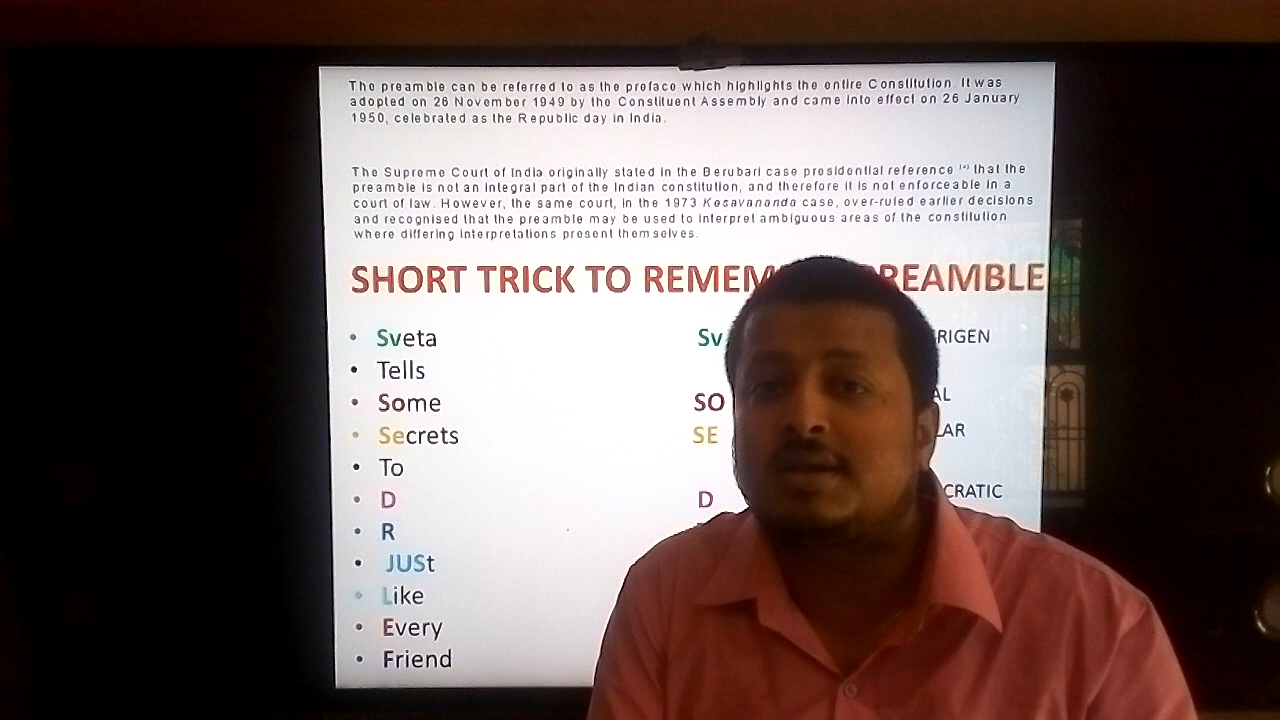 The preamble can be referred to as the preface which highlights the entire Constitution. It was
adopted on 26 November 1949 by the Constituent Assembly and came into effect on 26 January
1950, celebrated as the Republic day in India.
The Supreme Court of India originally stated in the Berubari case presidential reference that the
preamble is not an integral part of the Indian constitution, and therefore it is not enforceable in a
court of law. However, the same court, in the 1973 Kesavananda case, over-ruled earlier decisions
and recognised that the preamble may be used to interpret ambiguous areas of the constitution
where differing interpretations present themselves.
SHORT TRICK TO REMEM REAMBLE
• Sveta Sv RIGEN
• Tells
• Some SO AL
• Secrets SE LAR
• To
• D D CRATIC
• R
• JUSt
• Like
• Every
• Friend